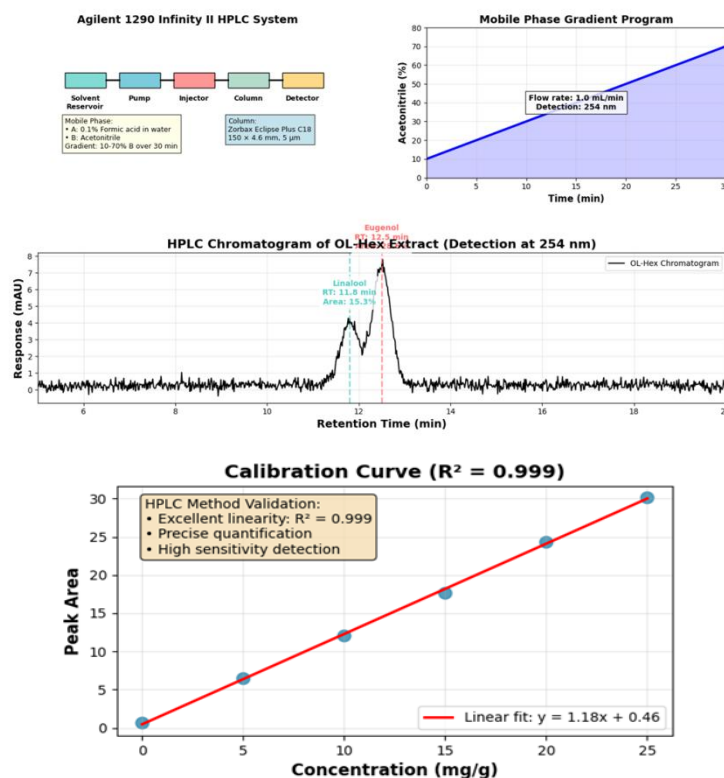 Agilent 1290 Infinity II HPLC System
Solvent
Reservoir
Pump
Injector
Column
Detector
Mobile Phase:
• A: 0.1% Formic acid in water
• B: Acetonitrile
Gradient: 10-70% B over 30 min
Column:
Zorbax Eclipse Plus C18
150 × 4.6 mm, 5 μm
Mobile Phase Gradient Program
Acetonitrile (%)
80
70
60
50
40
30
20
10
0
Flow rate: 1.0 mL/min
Detection: 254 nm
0 5 10 15 20 25 30
Time (min)
HPLC Chromatogram of OL-Hex Extract (Detection at 254 nm)
Eugenol
RT: 12.5 min
Linalool
RT: 11.8 min
Area: 15.3%
OL-Hex Chromatogram
Response (mAU)
8
7
6
5
4
3
2
1
0
6 8 10 12 14 16 18 20
Retention Time (min)
Calibration Curve (R² = 0.999)
HPLC Method Validation:
• Excellent linearity: R² = 0.999
• Precise quantification
• High sensitivity detection
Peak Area
30
25
20
15
10
5
0
Linear fit: y = 1.18x + 0.46
0 5 10 15 20 25
Concentration (mg/g)